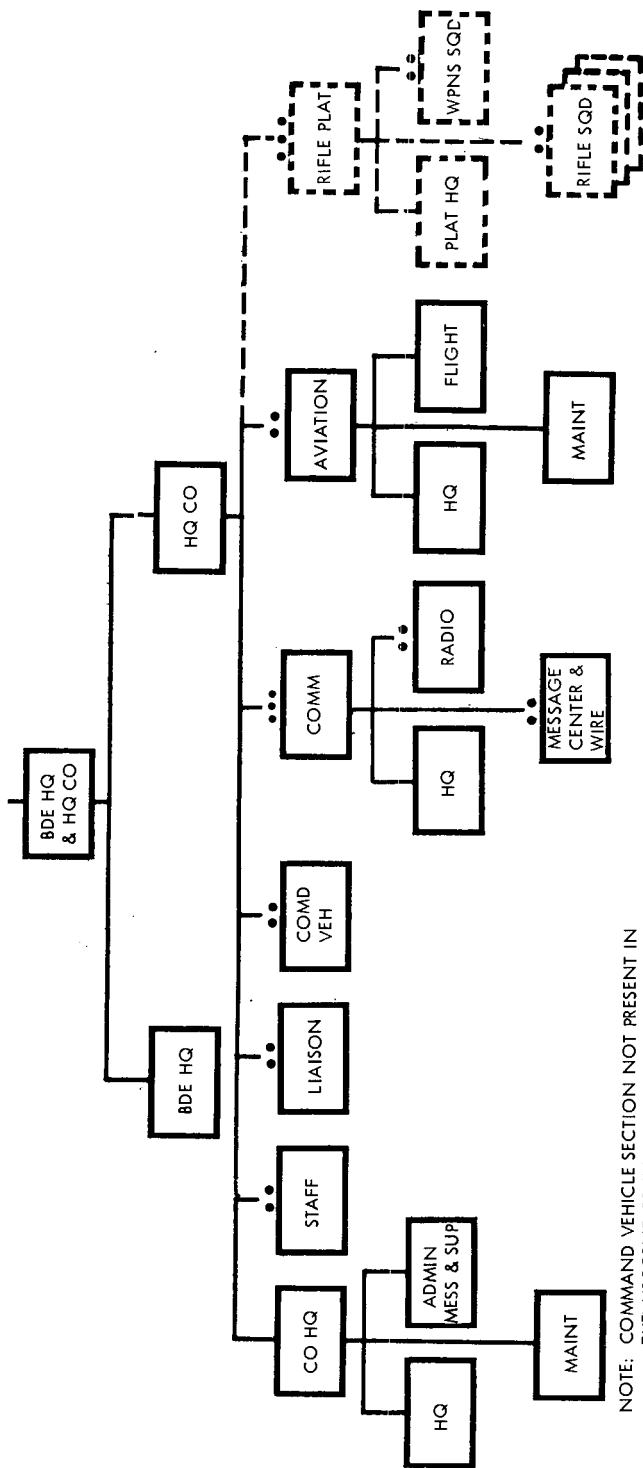 BDE HQ
& HQ CO
BDE HQ
HQ CO
CO HQ
STAFF
LIAISON
COMD
VEH
COMM
AVIATION
RIFLE PLAT
HQ
ADMIN
MESS & SUP
HQ
RADIO
HQ
FLIGHT
PLAT HQ
WPNS SQD
MAINT
MESSAGE
CENTER &
WIRE
MAINT
RIFLE SQD
NOTE: COMMAND VEHICLE SECTION NOT PRESENT IN